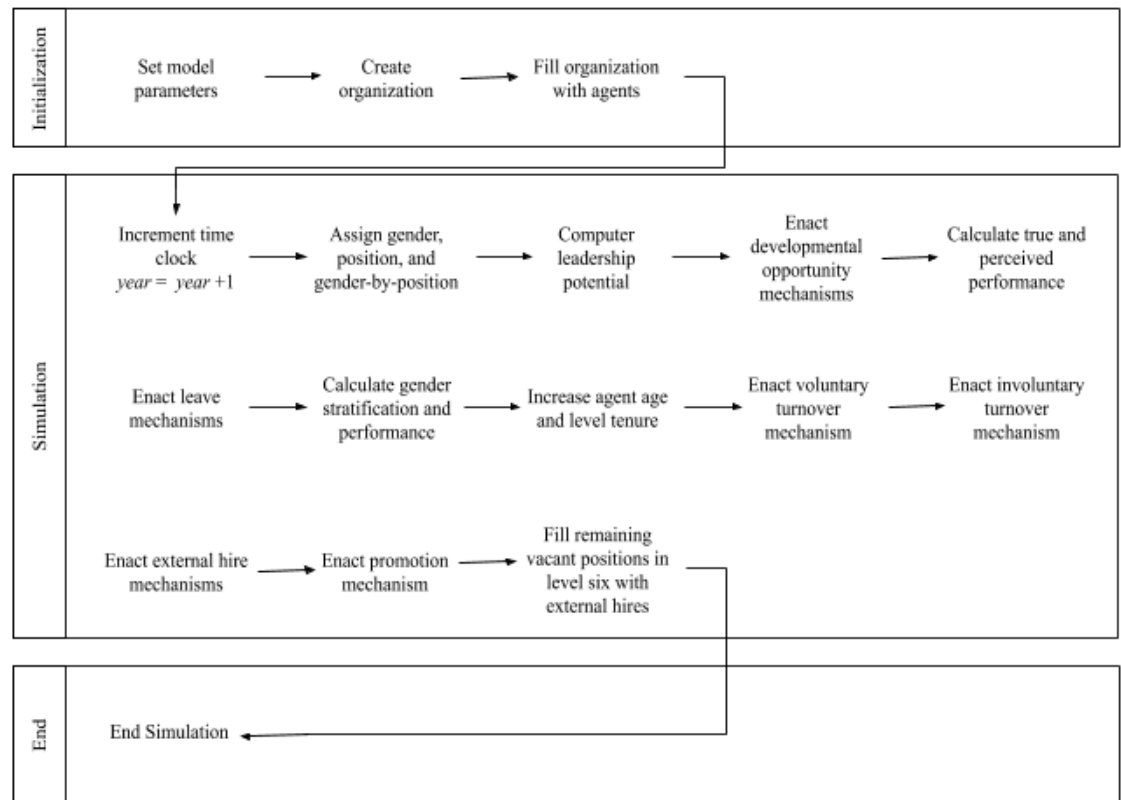 Initialization
Set model
parameters
Create
organization
Fill organization
with agents
Simulation
Increment time
clock
year = year +1
Assign gender,
position, and
gender-by-position
Computer
leadership
potential
Enact
developmental
opportunity
mechanisms
Calculate true and
perceived
performance
Enact leave
mechanisms
Calculate gender
stratification and
performance
Increase agent age
and level tenure
Enact voluntary
turnover
mechanism
Enact involuntary
turnover
mechanism
Enact external hire
mechanisms
Enact promotion
mechanism
Fill remaining
vacant positions in
level six with
external hires
End
End Simulation